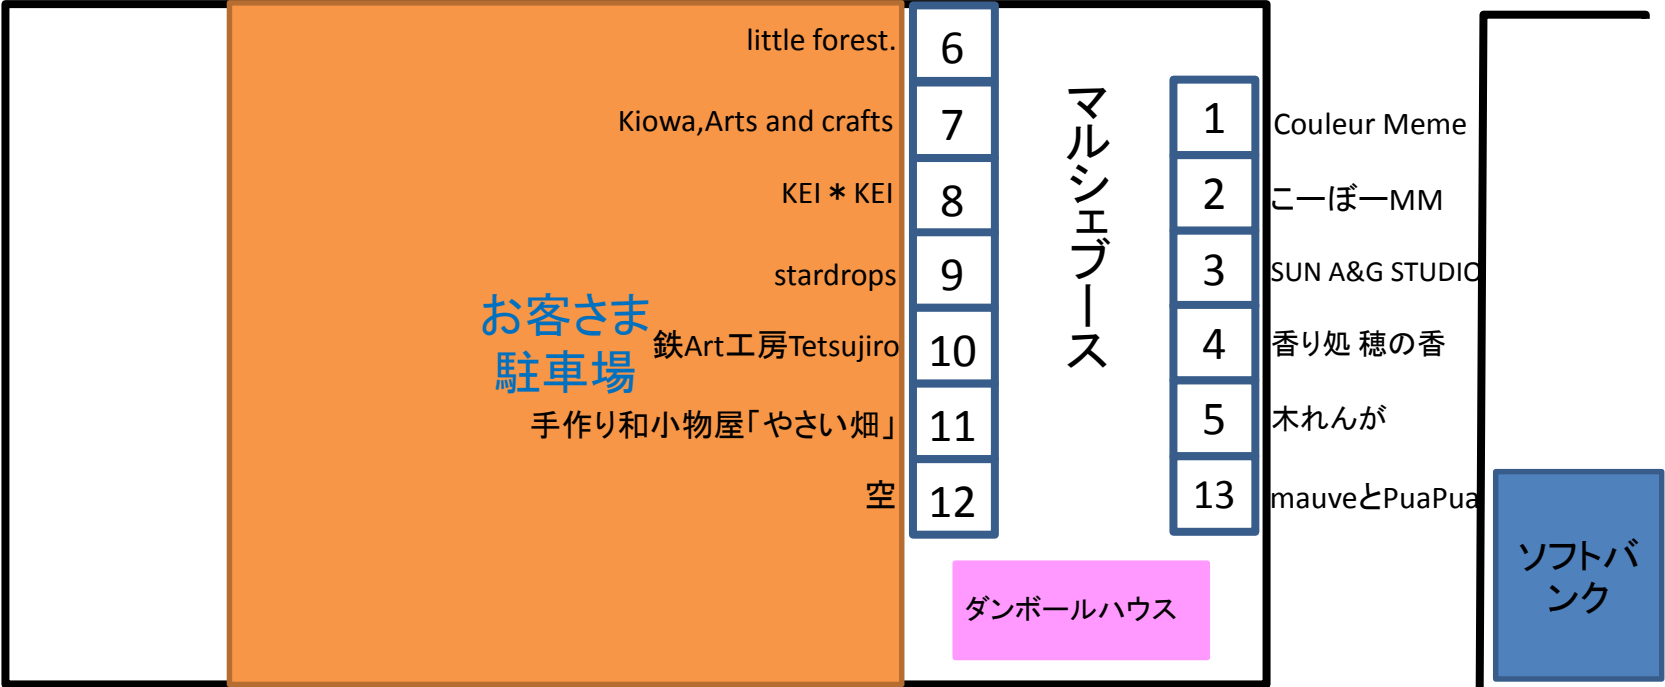 little forest.
6
Kiowa,Arts and crafts
7
KEI＊KEI
8
stardrops
9
お客さま
駐車場
鉄Art工房Tetsujiro
10
手作り和小物屋「やさい畑」
11
空
12
マルシェブース
1
Couleur Meme
2
こーぼーMM
3
SUN A&G STUDIO
4
香り処 穂の香
5
木れんが
13
mauveとPuaPua
ダンボールハウス
ソフトバ
ンク